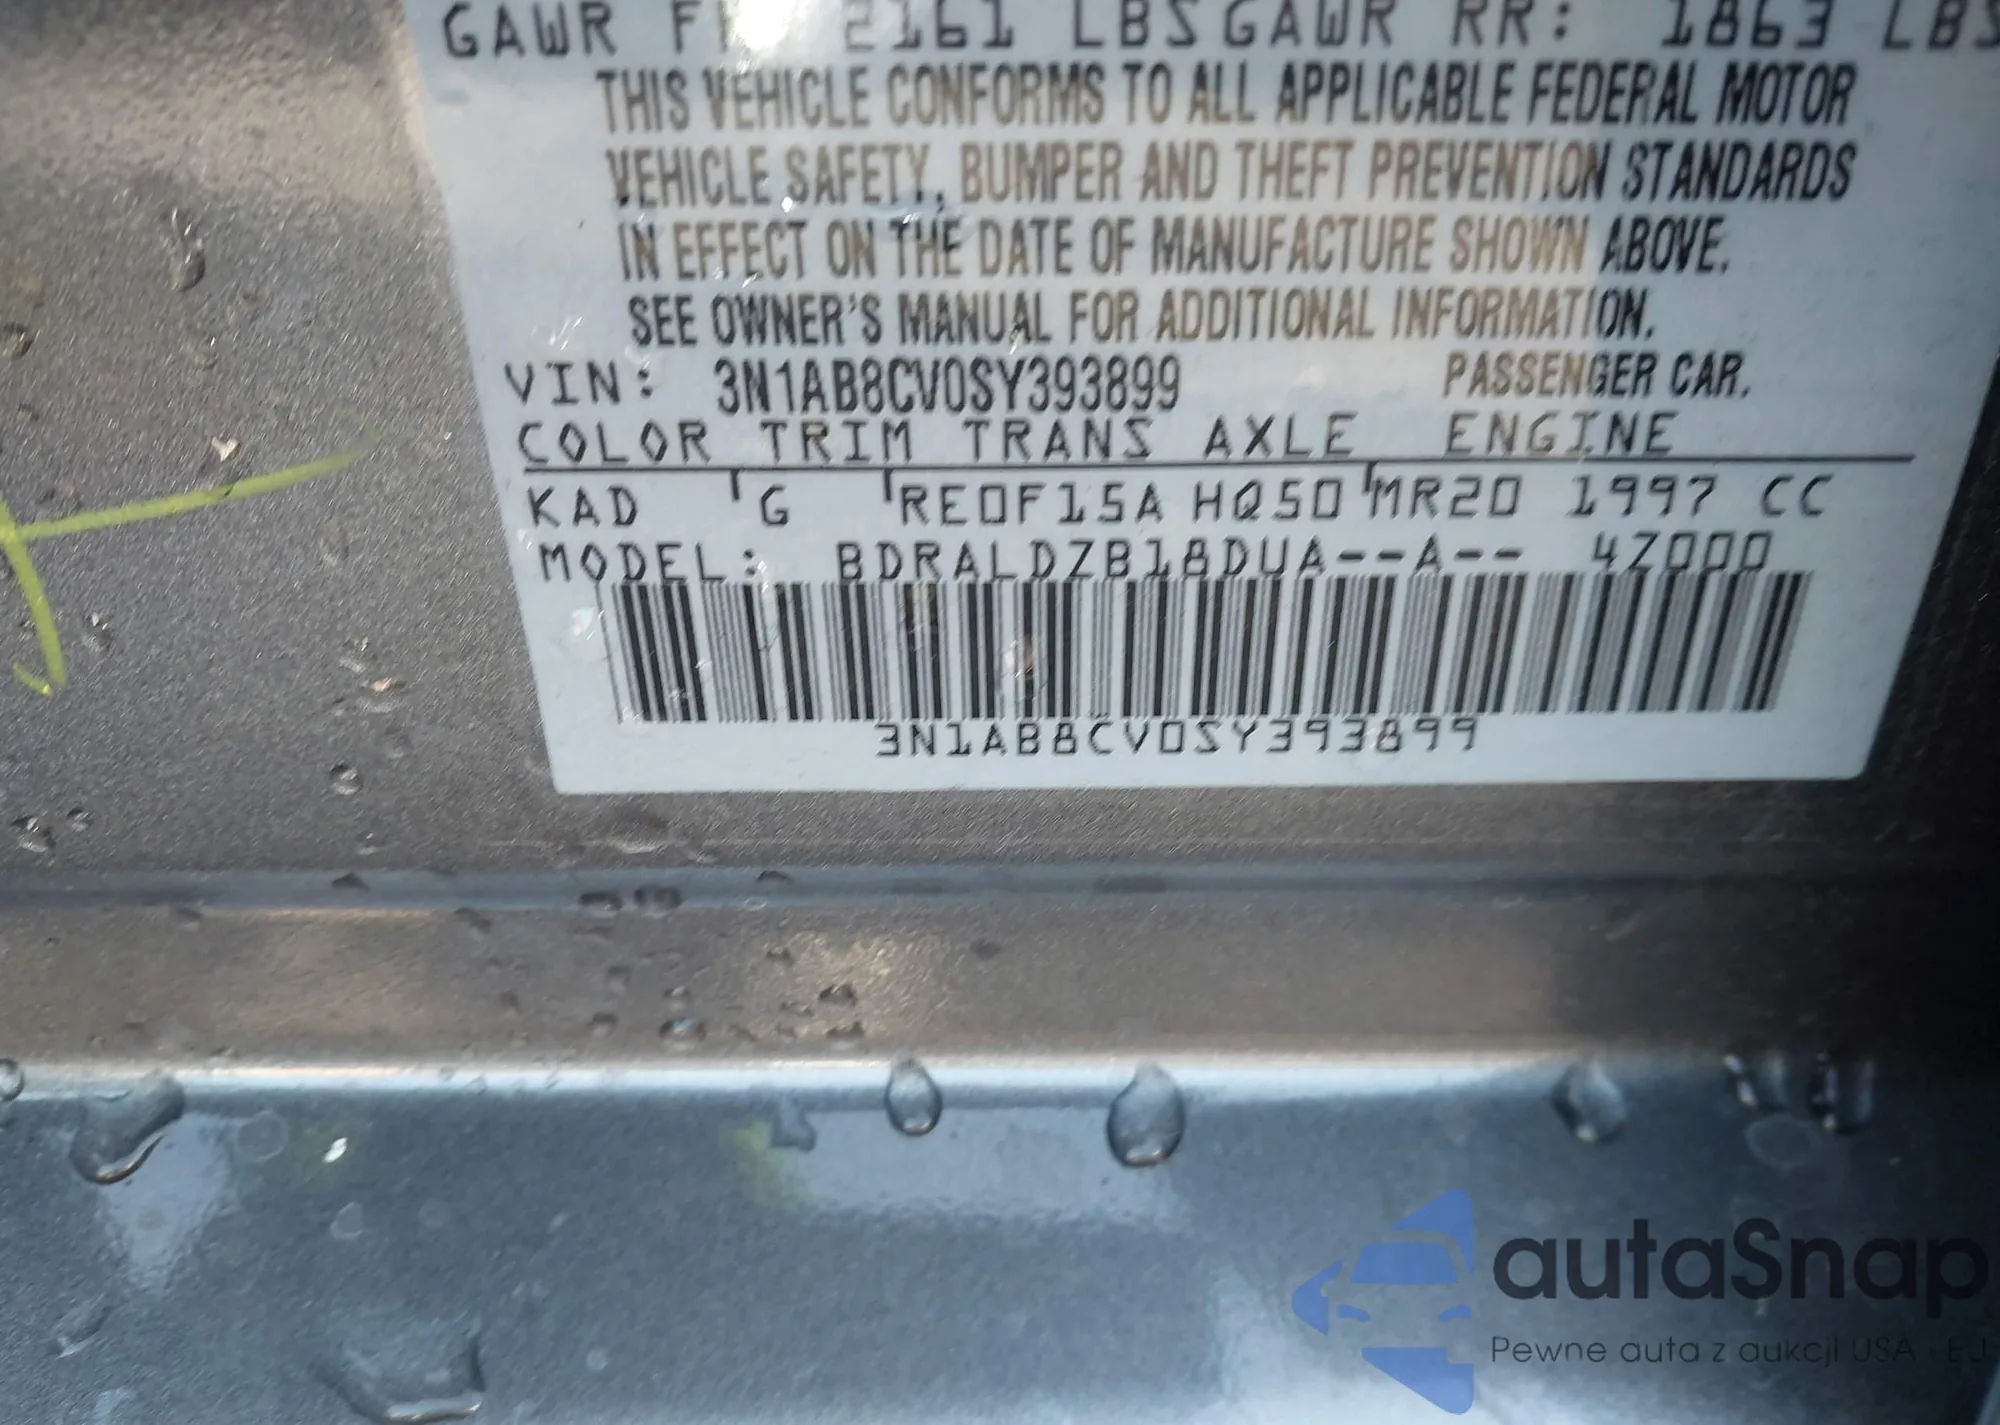 GAWR F 2161 LBS GAWR RR: 1863 LBS
THIS VEHICLE CONFORMS TO ALL APPLICABLE FEDERAL MOTOR
VEHICLE SAFETY, BUMPER AND THEFT PREVENTION STANDARDS
IN EFFECT ON THE DATE OF MANUFACTURE SHOWN ABOVE.
SEE OWNER'S MANUAL FOR ADDITIONAL INFORMATION.
VIN: 3N1AB8CV0SY393899 PASSENGER CAR.
COLOR TRIM TRANS AXLE ENGINE
KAD G RE0F15A HQ50 MR20 1997 CC
MODEL: BDRALDZB18DUA--A-- 4Z000
3N1AB8CV0SY393899
autaSnap
Pewne auta z aukcji USA · EU